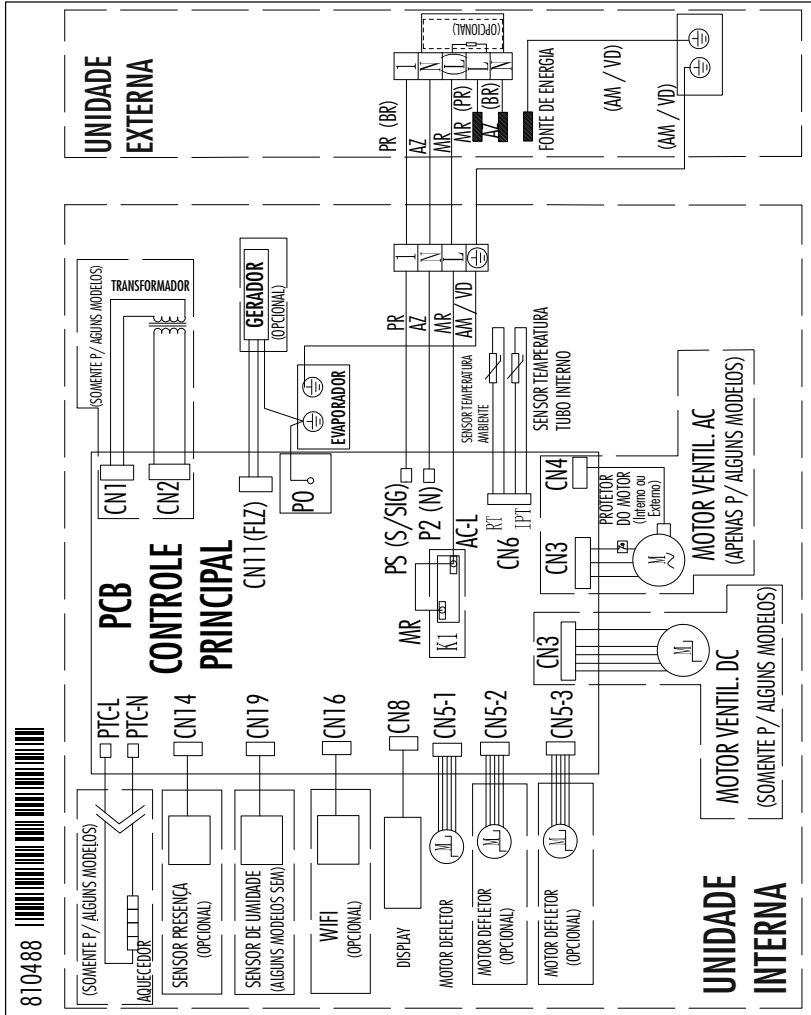 810488
UNIDADE
EXTERNA
(OPCIONAL)
1
N
(L)
L
N
PR (BR)
AZ
MR
MR (PR)
AZ (BR)
FONTE DE ENERGIA
(AM / VD)
(AM / VD)
(SOMENTE P/ ALGUNS MODELOS)
TRANSFORMADOR
CN1
CN2
GERADOR
(OPCIONAL)
CN11 (FLZ)
EVAPORADOR
PO
1
N
L
PR
AZ
MR
AM / VD
PS (S/SIG)
P2 (N)
AC-L
MR
K1
SENSOR TEMPERATURA
AMBIENTE
SENSOR TEMPERATURA
TUBO INTERNO
RT
IPT
CN6
CN4
CN3
PROTETOR
DO MOTOR
(Interno ou
Externo)
M
MOTOR VENTIL. AC
(APENAS P/ ALGUNS MODELOS)
CN3
M
MOTOR VENTIL. DC
(SOMENTE P/ ALGUNS MODELOS)
PCB
CONTROLE
PRINCIPAL
PTC-L
PTC-N
(SOMENTE P/ ALGUNS MODELOS)
AQUECEDOR
CN14
SENSOR PRESENÇA
(OPCIONAL)
CN19
SENSOR DE UMIDADE
(ALGUNS MODELOS SEM)
CN16
WIFI
(OPCIONAL)
CN8
DISPLAY
CN5-1
M
MOTOR DEFLETOR
CN5-2
M
MOTOR DEFLETOR
(OPCIONAL)
CN5-3
M
MOTOR DEFLETOR
(OPCIONAL)
UNIDADE
INTERNA